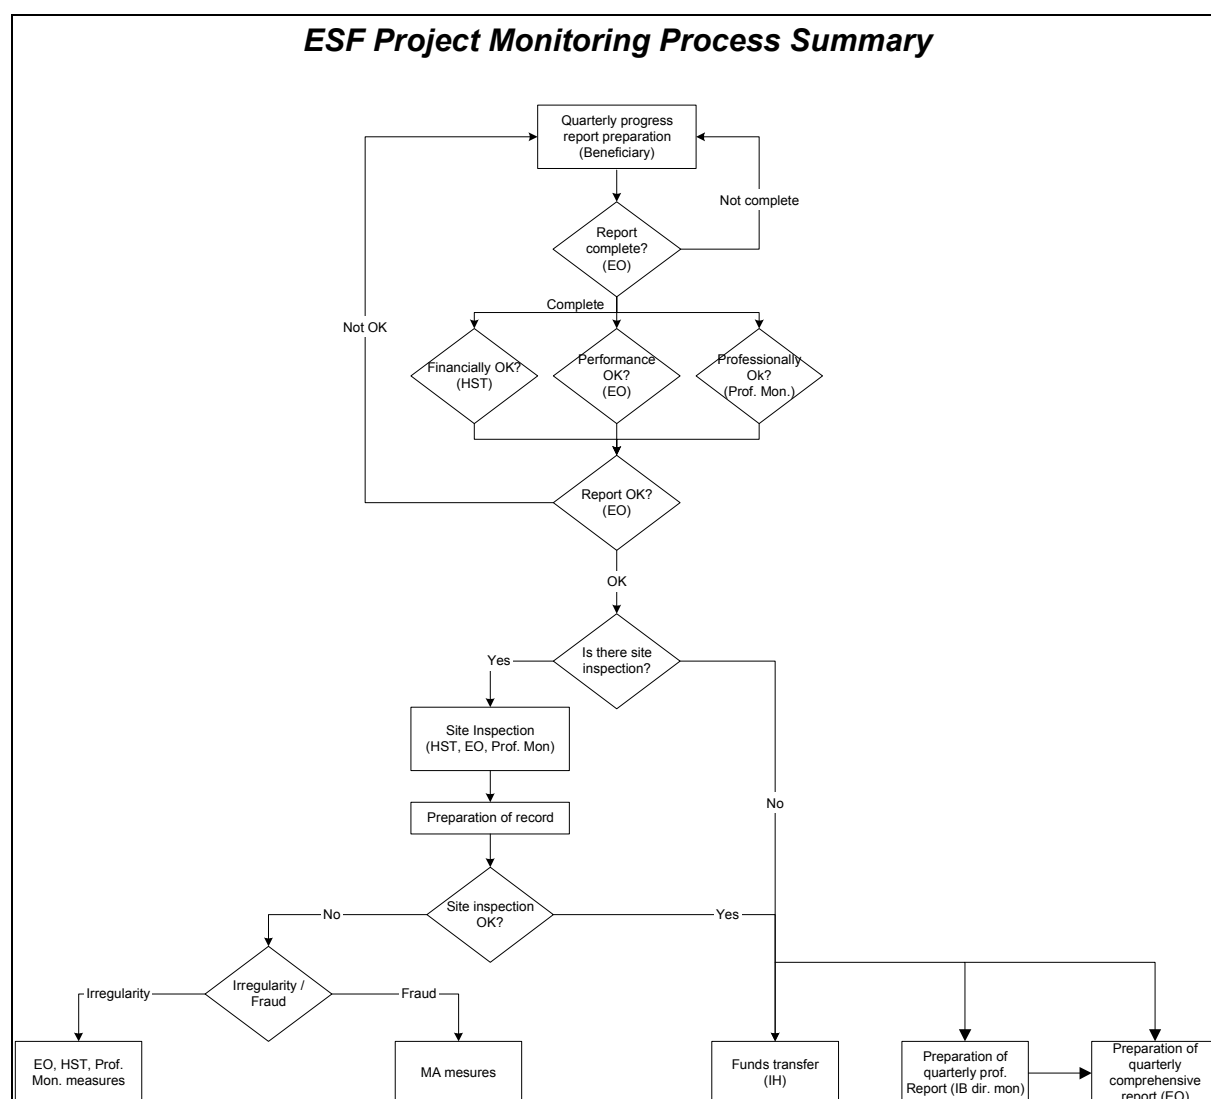 ESF Project Monitoring Process Summary
Quarterly progress
report preparation
(Beneficiary)
Not complete
Report
complete?
(EO)
Complete
Not OK
Financially OK?
(HST)
Performance
OK?
(EO)
Professionally
Ok?
(Prof. Mon.)
Report OK?
(EO)
OK
Is there site
inspection?
Yes
Site Inspection
(HST, EO, Prof. Mon)
No
Preparation of record
Site inspection
OK?
No
Yes
Irregularity /
Fraud
Irregularity
Fraud
EO, HST, Prof.
Mon. measures
MA mesures
Funds transfer
(IH)
Preparation of
quarterly prof.
Report (IB dir. mon)
Preparation of
quarterly
comprehensive
report (EO)